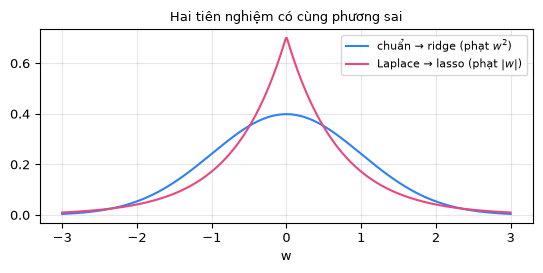 Hai tiên nghiệm có cùng phương sai
chuẩn → ridge (phạt w²)
Laplace → lasso (phạt |w|)
0.6
0.4
0.2
0.0
−3 −2 −1 0 1 2 3
w